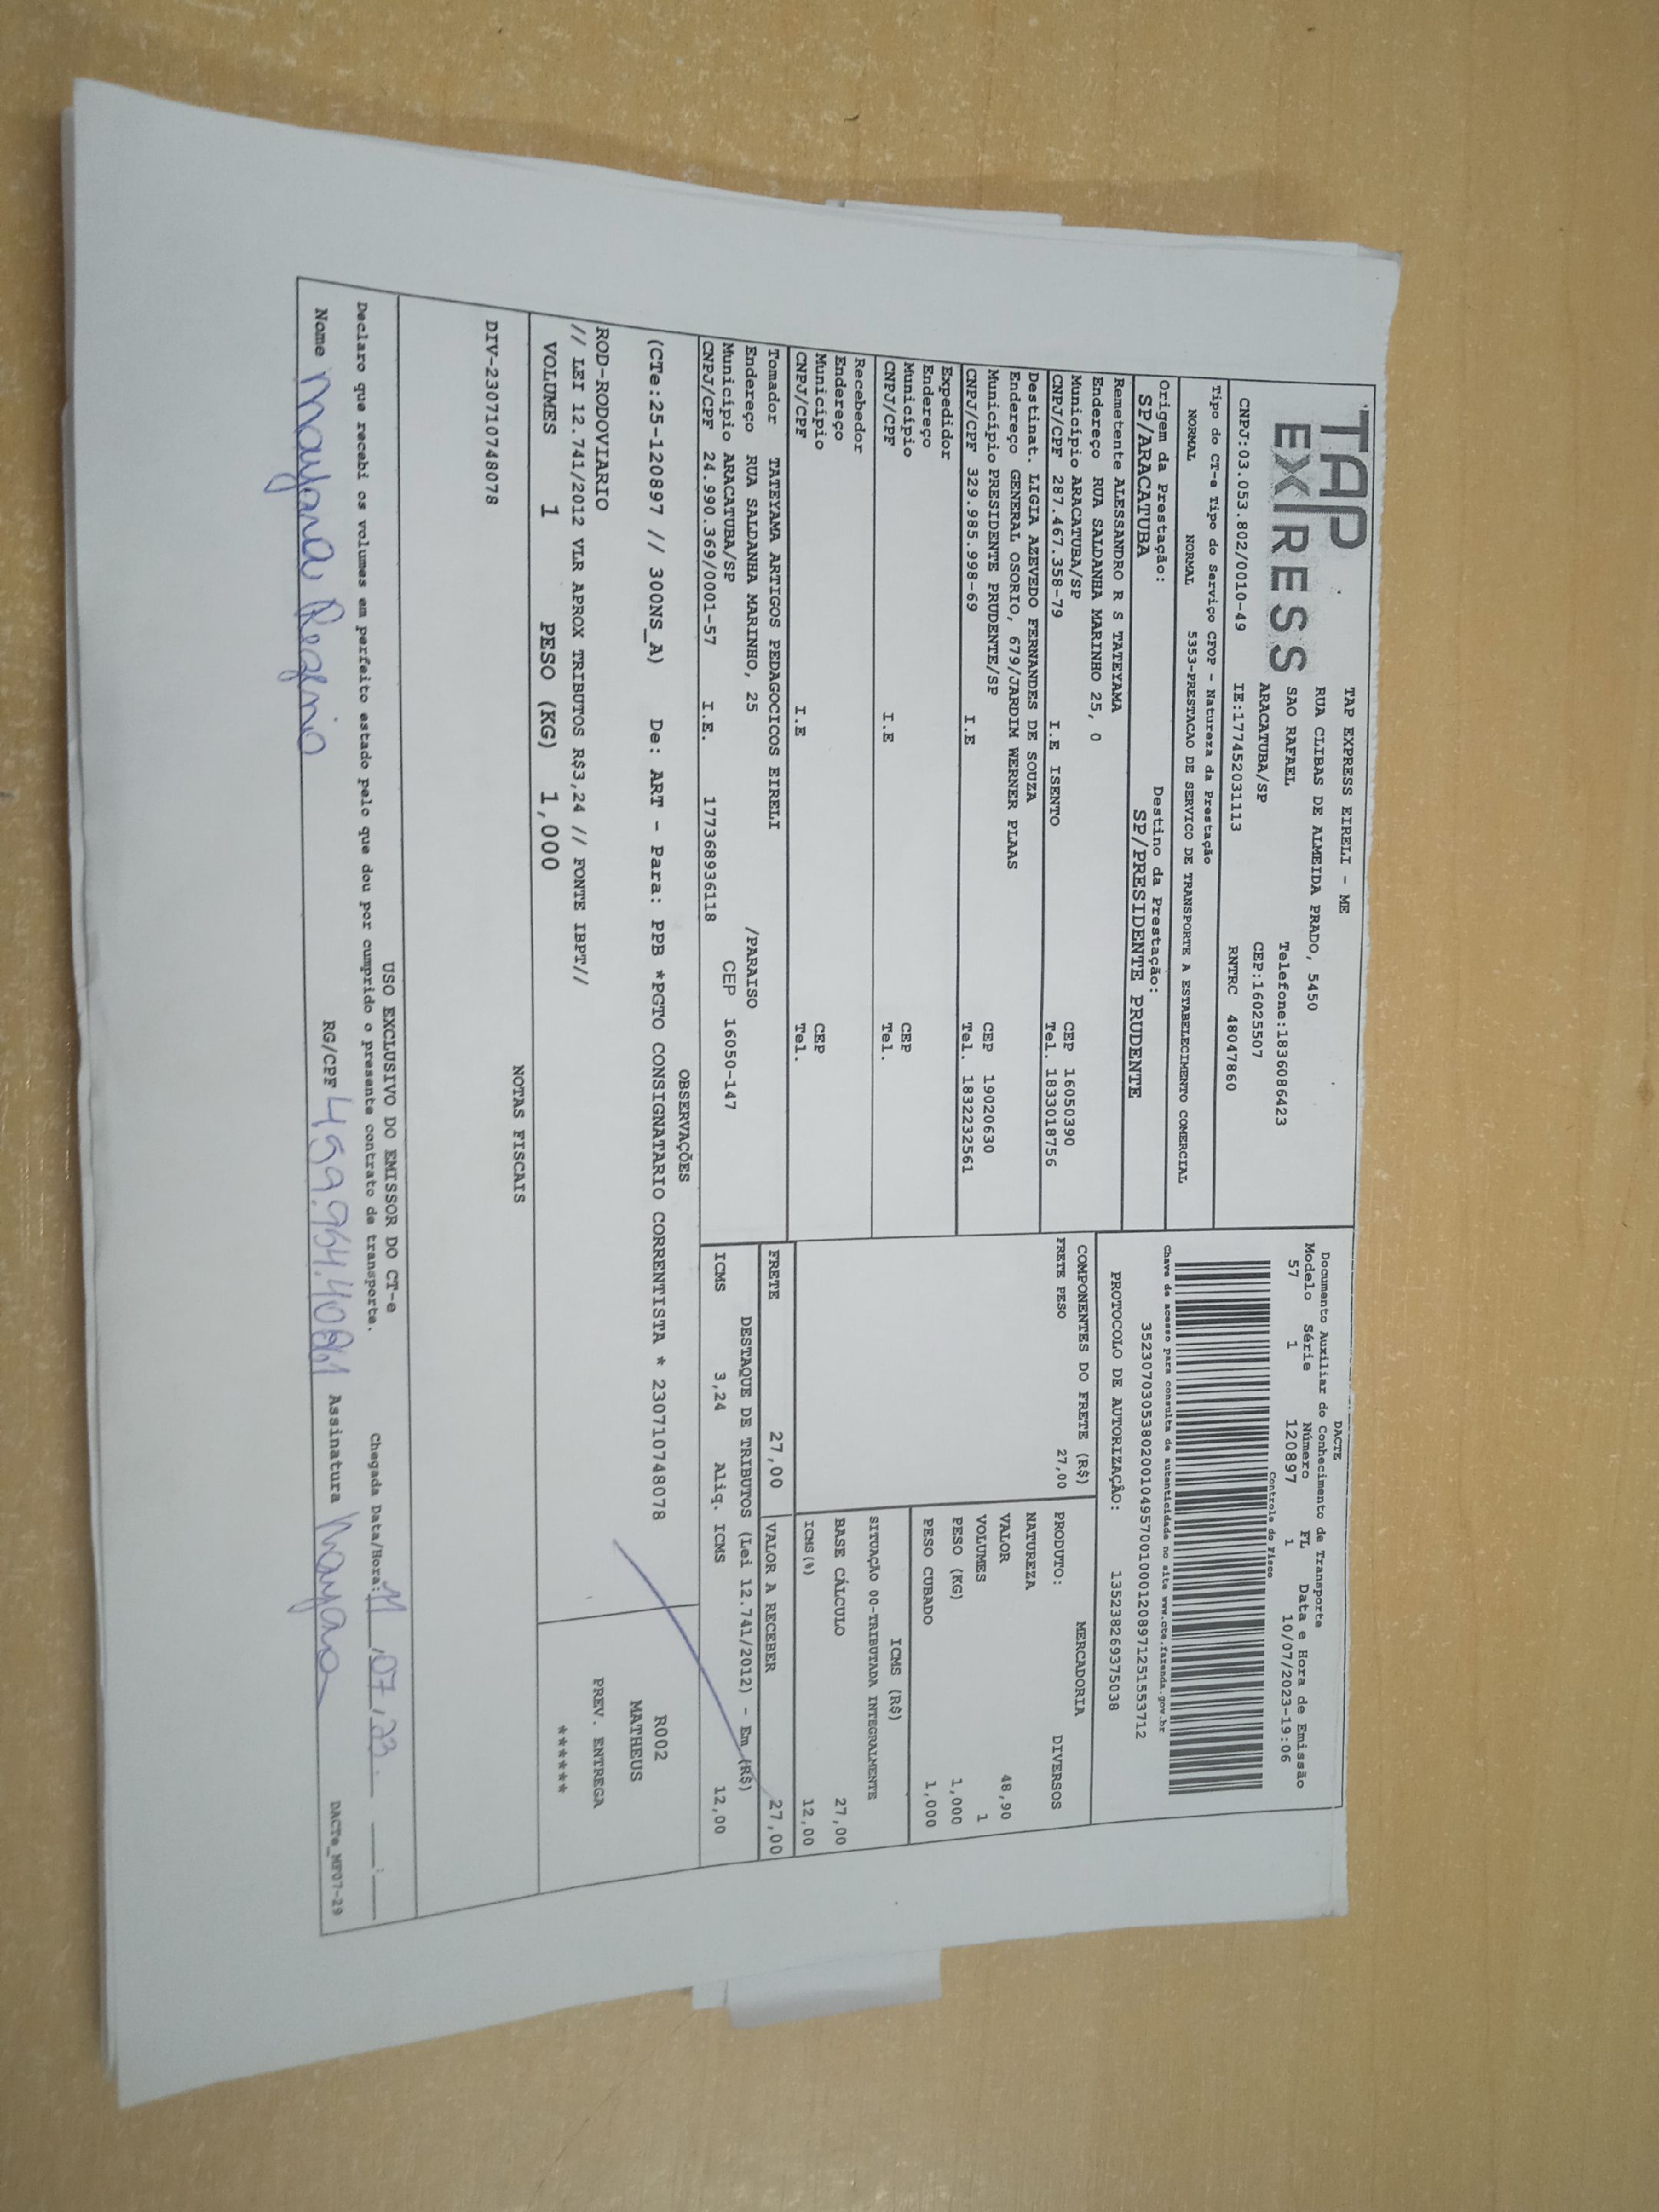 TAP EXPRESS
TAP EXPRESS EIRELI - ME
RUA CLIBAS DE ALMEIDA PRADO, 5450
SAO RAFAEL Telefone:1836086423
ARACATUBA/SP CEP:16025507
CNPJ:03.053.802/0010-49 IE:177452031113 RNTRC 48047860
Tipo do CT-e Tipo do Serviço CFOP - Natureza da Prestação
NORMAL NORMAL 5353-PRESTACAO DE SERVICO DE TRANSPORTE A ESTABELECIMENTO COMERCIAL
Origem da Prestação: Destino da Prestação:
SP/ARACATUBA SP/PRESIDENTE PRUDENTE
DACTE
Documento Auxiliar do Conhecimento de Transporte
Modelo Série Número FL Data e Hora de Emissão
57 1 120897 1 10/07/2023-19:06
Controle do Fisco
Chave de acesso para consulta de autenticidade no site www.cte.fazenda.gov.br
35230703053802001049570010001208971251553712
PROTOCOLO DE AUTORIZAÇÃO: 135238269375038
Remetente ALESSANDRO R S TATEYAMA
Endereço RUA SALDANHA MARINHO 25, 0
Município ARACATUBA/SP CEP 16050390
CNPJ/CPF 287.467.358-79 I.E ISENTO Tel. 1833018756
Destinat. LIGIA AZEVEDO FERNANDES DE SOUZA
Endereço GENERAL OSORIO, 679/JARDIM WERNER PLAAS
Município PRESIDENTE PRUDENTE/SP CEP 19020630
CNPJ/CPF 329.985.998-69 I.E Tel. 1832232561
Expedidor
Endereço
Município CEP
CNPJ/CPF I.E Tel.
Recebedor
Endereço
Município CEP
CNPJ/CPF I.E Tel.
Tomador TATEYAMA ARTIGOS PEDAGOCICOS EIRELI
Endereço RUA SALDANHA MARINHO, 25 /PARAISO
Município ARACATUBA/SP CEP 16050-147
CNPJ/CPF 24.990.369/0001-57 I.E. 177368936118
COMPONENTES DO FRETE (R$)
FRETE PESO 27,00
MERCADORIA
PRODUTO: DIVERSOS
NATUREZA
VALOR 48,90
VOLUMES 1
PESO (KG) 1,000
PESO CUBADO 1,000
ICMS (R$)
SITUAÇÃO 00-TRIBUTADA INTEGRALMENTE
BASE CÁLCULO 27,00
ICMS(%) 12,00
FRETE 27,00 VALOR A RECEBER 27,00
DESTAQUE DE TRIBUTOS (Lei 12.741/2012) - Em (R$)
ICMS 3,24 Aliq. ICMS 12,00
OBSERVAÇÕES
(CTe:25-120897 // 300NS_A) De: ART - Para: PPB *PGTO CONSIGNATARIO CORRENTISTA * 230710748078
ROD-RODOVIARIO
// LEI 12.741/2012 VLR APROX TRIBUTOS R$3,24 // FONTE IBPT//
R002
MATHEUS
VOLUMES 1 PESO (KG) 1,000
PREV. ENTREGA
******
NOTAS FISCAIS
DIV-230710748078
USO EXCLUSIVO DO EMISSOR DO CT-e
Declaro que recebi os volumes em perfeito estado pelo que dou por cumprido o presente contrato de transporte. Chegada Data/Hora: 11/07/23 __:__
Nome Mayara RG/CPF Assinatura Mayara
DACTe_MF07-29